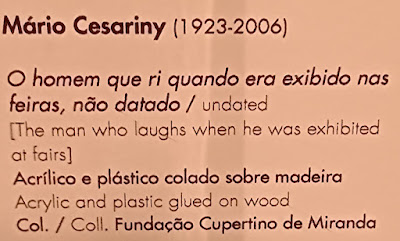 Mário Cesariny (1923-2006)
O homem que ri quando era exibido nas
feiras, não datado / undated
[The man who laughs when he was exhibited
at fairs]
Acrílico e plástico colado sobre madeira
Acrylic and plastic glued on wood
Col. / Coll. Fundação Cupertino de Miranda